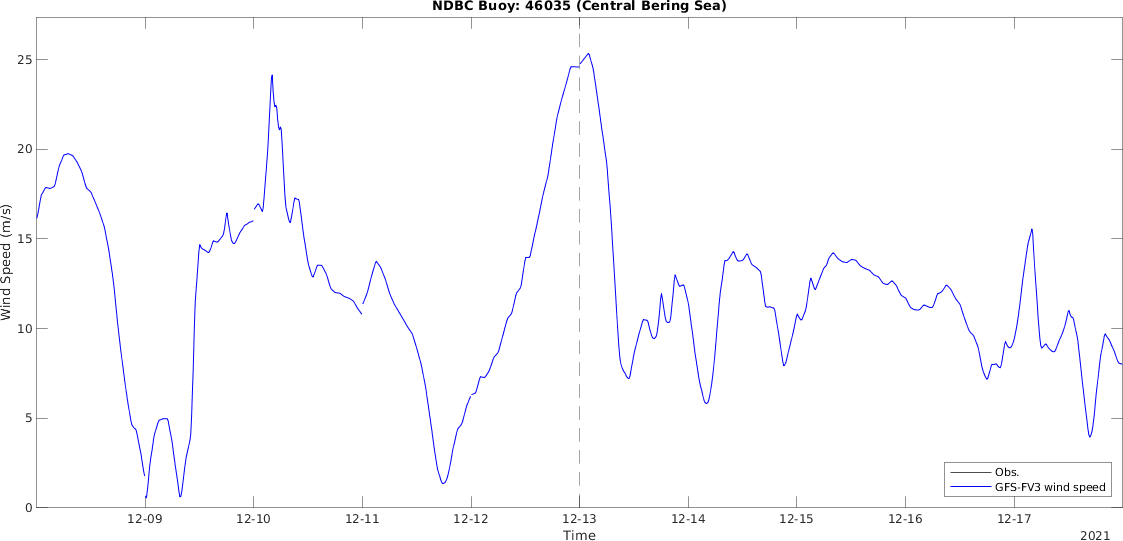 NDBC Buoy: 46035 (Central Bering Sea)
Wind Speed (m/s)
25
20
15
10
5
0
Obs.
GFS-FV3 wind speed
12-09 12-10 12-11 12-12 12-13 12-14 12-15 12-16 12-17
Time
2021